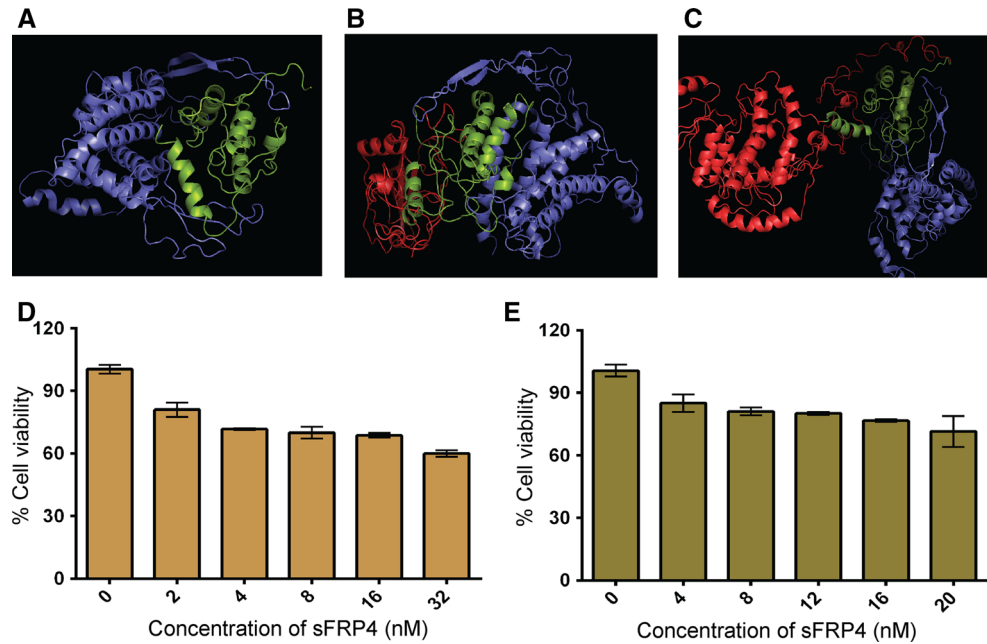 A
B
C
D
120
90
60
30
0
% Cell viability
0
2
4
8
16
32
Concentration of sFRP4 (nM)
E
120
90
60
30
0
% Cell viability
0
4
8
12
16
20
Concentration of sFRP4 (nM)